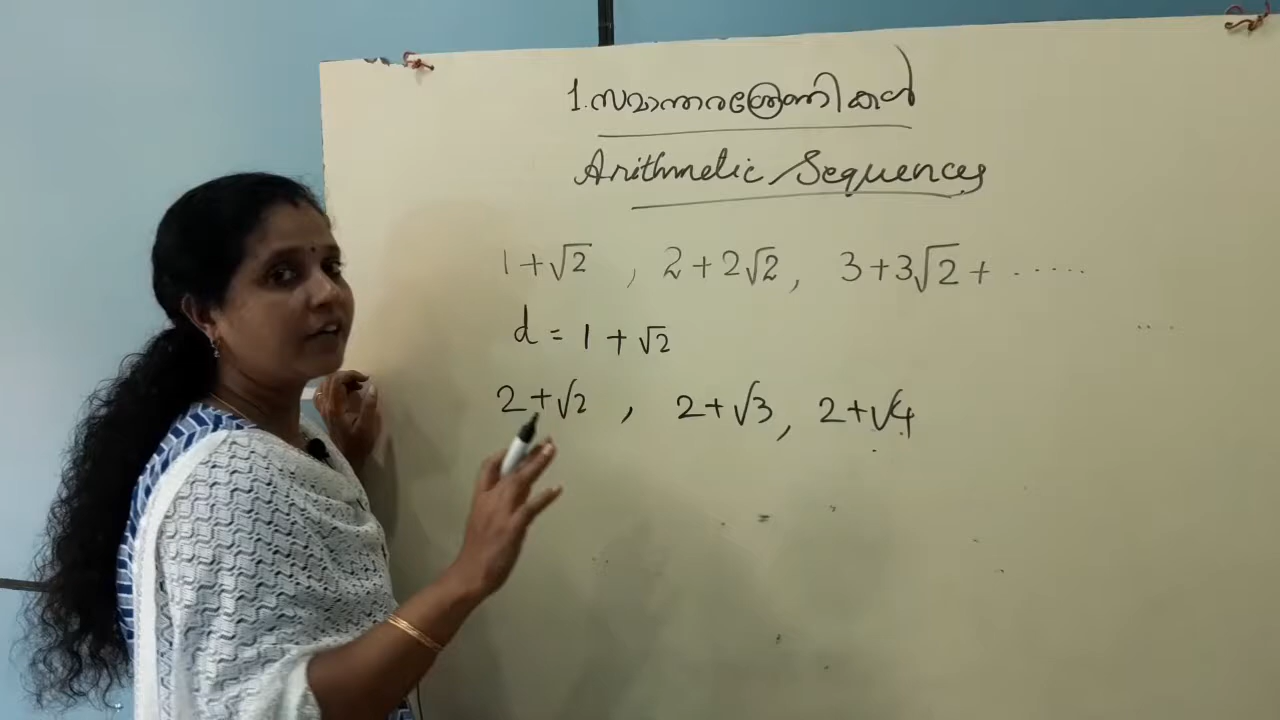 1. സമാന്തരശ്രേണികൾ
Arithmetic Sequences
1+√2 , 2+2√2, 3+3√2+ ......
d = 1 + √2
2+√2 , 2+√3, 2+√4